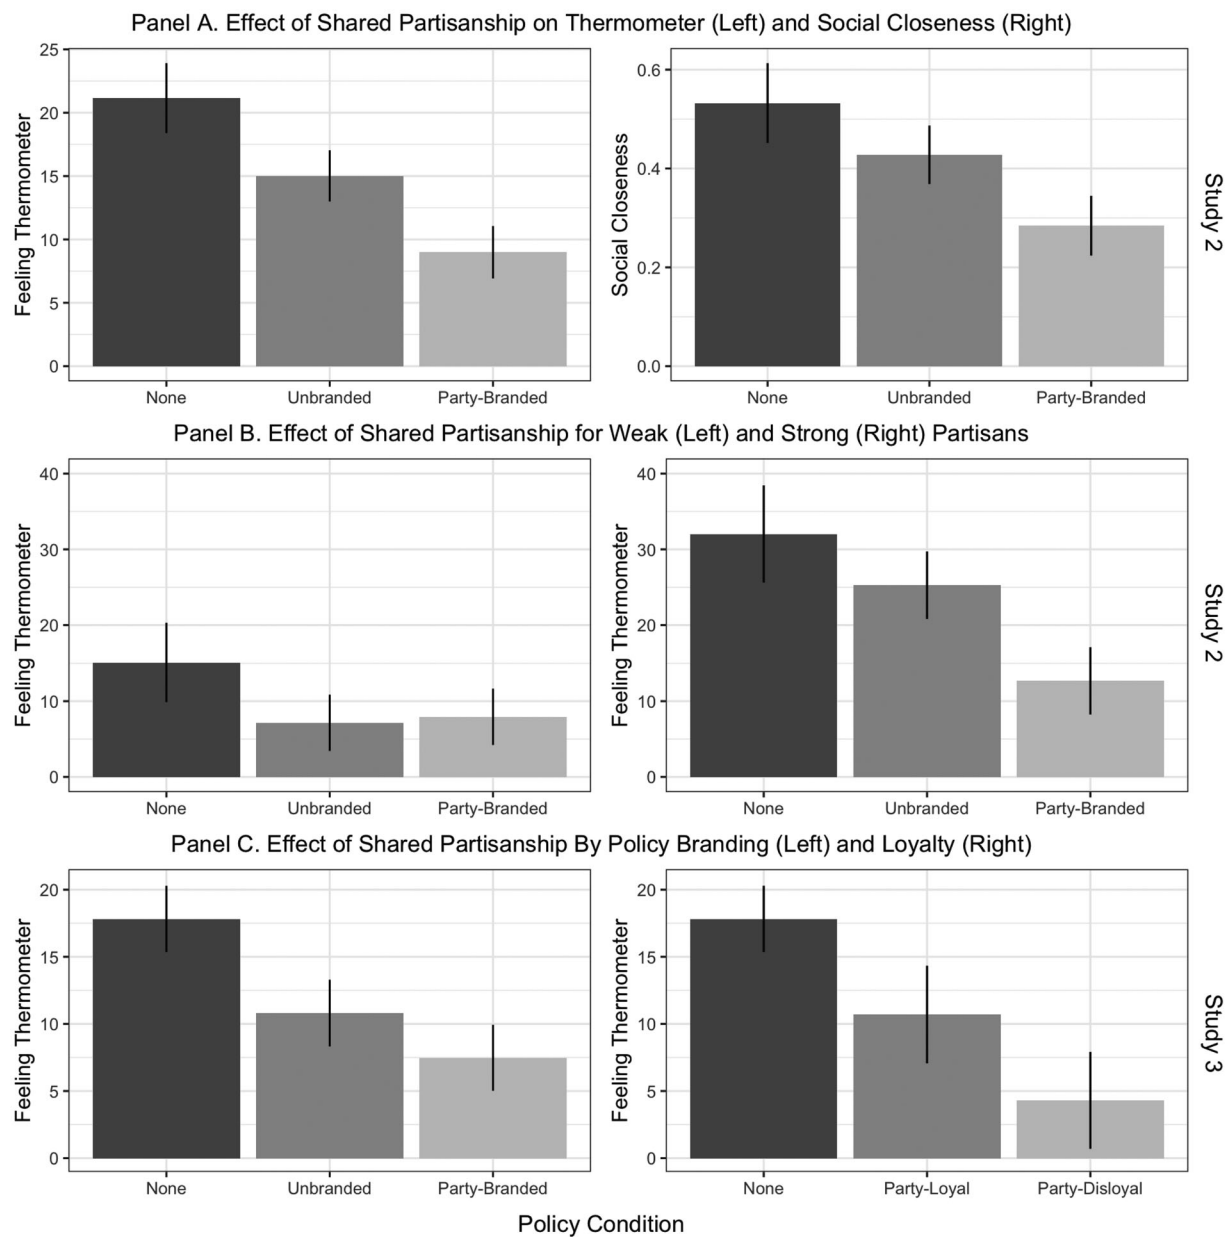 Panel A. Effect of Shared Partisanship on Thermometer (Left) and Social Closeness (Right)
Feeling Thermometer
25
20
15
10
5
0
None Unbranded Party-Branded
Social Closeness
0.6
0.4
0.2
0.0
None Unbranded Party-Branded
Study 2
Panel B. Effect of Shared Partisanship for Weak (Left) and Strong (Right) Partisans
Feeling Thermometer
40
30
20
10
0
None Unbranded Party-Branded
Feeling Thermometer
40
30
20
10
0
None Unbranded Party-Branded
Study 2
Panel C. Effect of Shared Partisanship By Policy Branding (Left) and Loyalty (Right)
Feeling Thermometer
20
15
10
5
0
None Unbranded Party-Branded
Feeling Thermometer
20
15
10
5
0
None Party-Loyal Party-Disloyal
Study 3
Policy Condition